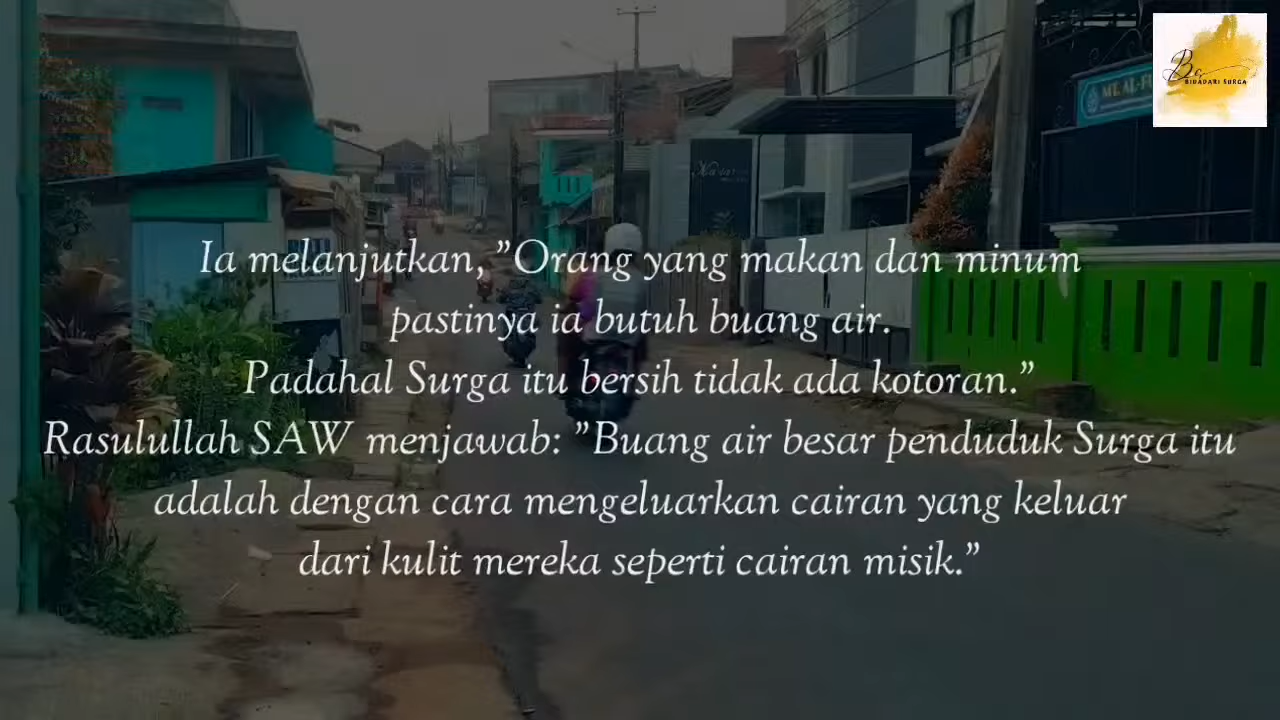 BIDADARI SURGA
Ia melanjutkan, "Orang yang makan dan minum
pastinya ia butuh buang air.
Padahal Surga itu bersih tidak ada kotoran."
Rasulullah SAW menjawab: "Buang air besar penduduk Surga itu
adalah dengan cara mengeluarkan cairan yang keluar
dari kulit mereka seperti cairan misik."